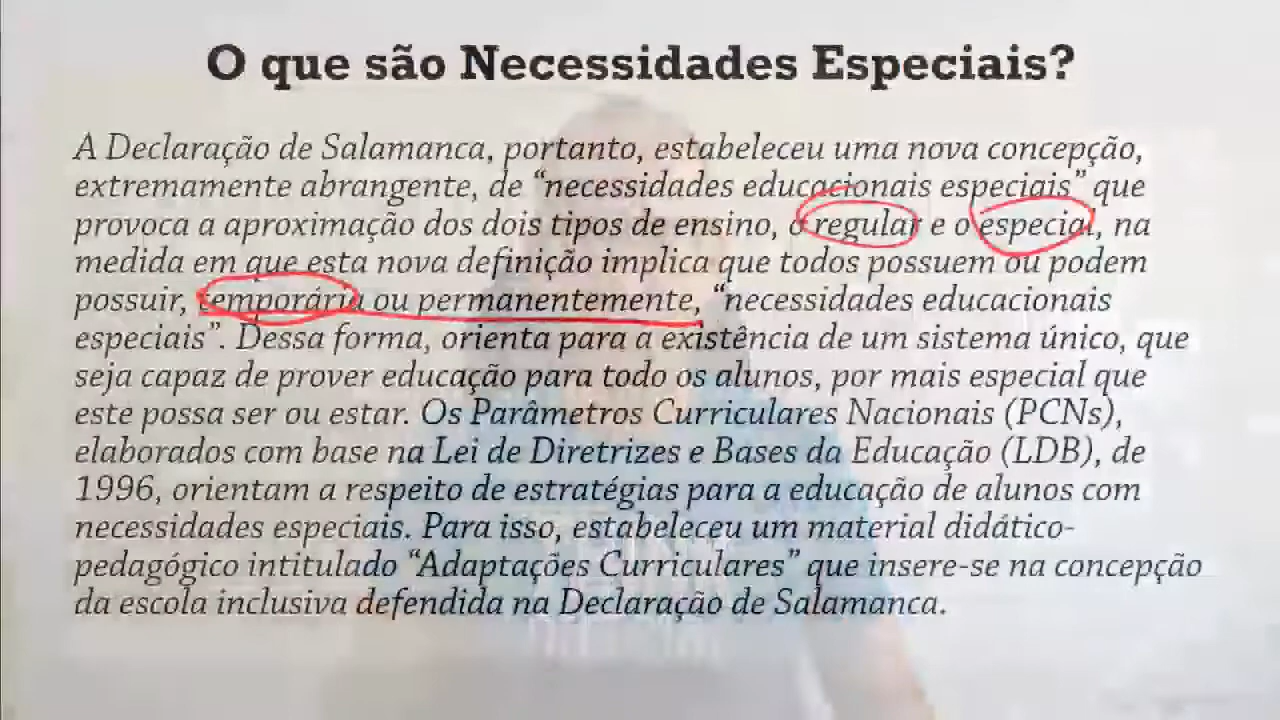 O que são Necessidades Especiais?
A Declaração de Salamanca, portanto, estabeleceu uma nova concepção,
extremamente abrangente, de “necessidades educacionais especiais” que
provoca a aproximação dos dois tipos de ensino, o regular e o especial, na
medida em que esta nova definição implica que todos possuem ou podem
possuir, temporária ou permanentemente, “necessidades educacionais
especiais”. Dessa forma, orienta para a existência de um sistema único, que
seja capaz de prover educação para todo os alunos, por mais especial que
este possa ser ou estar. Os Parâmetros Curriculares Nacionais (PCNs),
elaborados com base na Lei de Diretrizes e Bases da Educação (LDB), de
1996, orientam a respeito de estratégias para a educação de alunos com
necessidades especiais. Para isso, estabeleceu um material didático-
pedagógico intitulado “Adaptações Curriculares” que insere-se na concepção
da escola inclusiva defendida na Declaração de Salamanca.